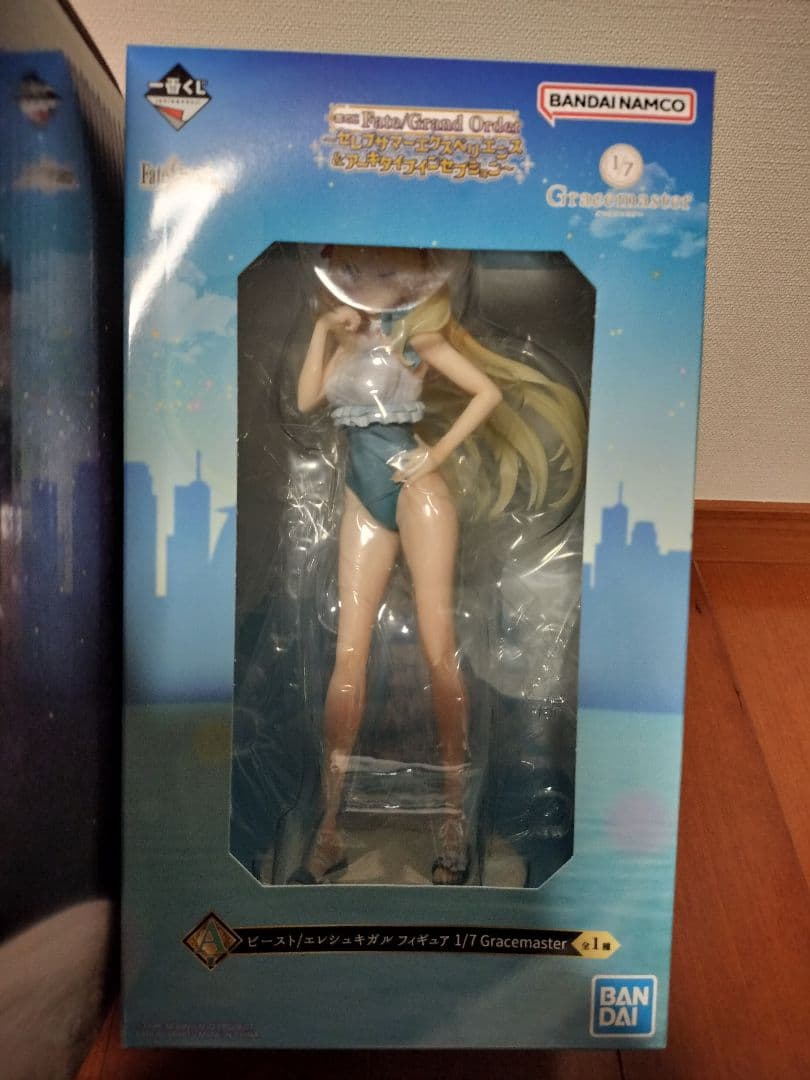 一番くじ
BANDAI NAMCO
Fate/Grand Order
～セレブサマーエクスペリエンス
&アーキタイプインセプション～
1/7
Gracemaster
Fate
A
ビースト/エレシュキガル フィギュア 1/7 Gracemaster
全1種
BAN
DAI